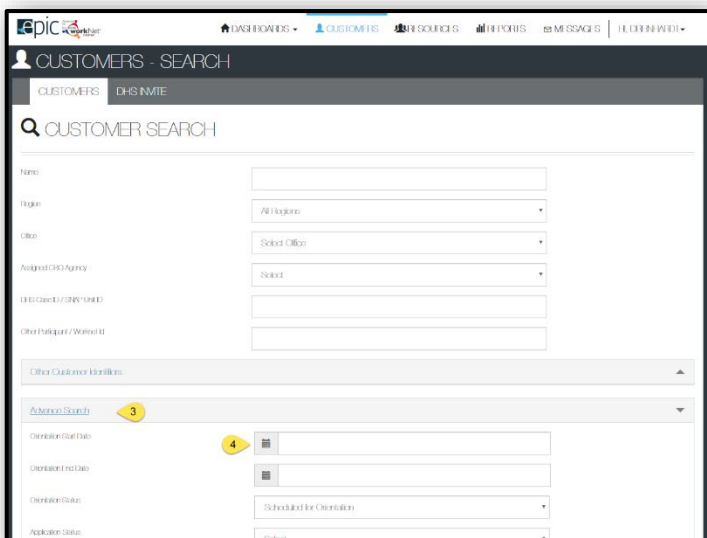 epic workNet
DASHBOARDS CUSTOMERS RESOURCES REPORTS MESSAGES HI,
CUSTOMERS - SEARCH
CUSTOMERS DHS INVITE
CUSTOMER SEARCH
Name
Region All Regions
Office Select Office
Assigned CBO Agency Select
DHS Case ID / SNAP Unit ID
Other Participant / Worknet Id
Other Customer Identifiers
Advance Search 3
Orientation Start Date 4
Orientation End Date
Orientation Status Scheduled for Orientation
Application Status Select